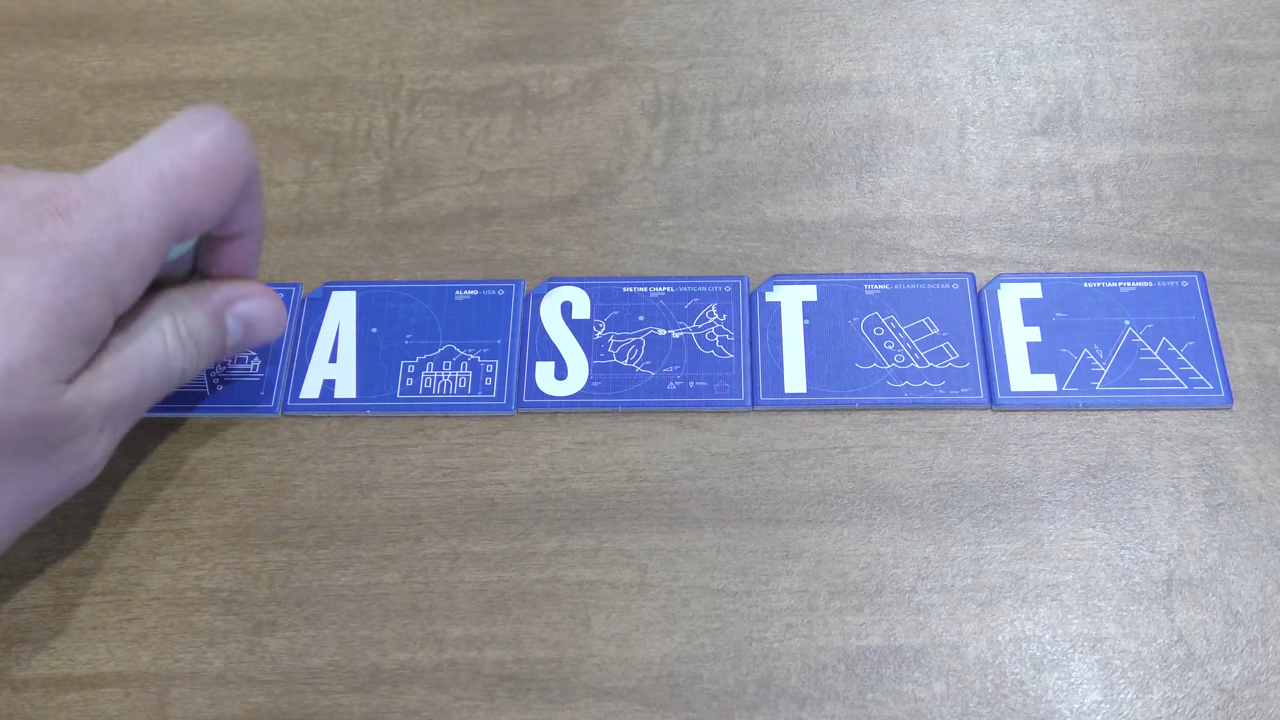 A
ALAMO - USA
S
SISTINE CHAPEL - VATICAN CITY
T
TITANIC - ATLANTIC OCEAN
E
EGYPTIAN PYRAMIDS - EGYPT